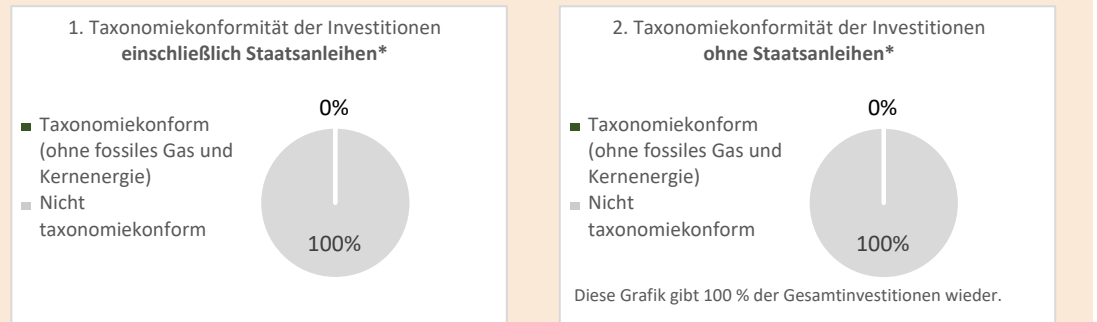 1. Taxonomiekonformität der Investitionen
einschließlich Staatsanleihen*
0%
Taxonomiekonform
(ohne fossiles Gas und
Kernenergie)
Nicht
taxonomiekonform
100%
2. Taxonomiekonformität der Investitionen
ohne Staatsanleihen*
0%
Taxonomiekonform
(ohne fossiles Gas und
Kernenergie)
Nicht
taxonomiekonform
100%
Diese Grafik gibt 100 % der Gesamtinvestitionen wieder.